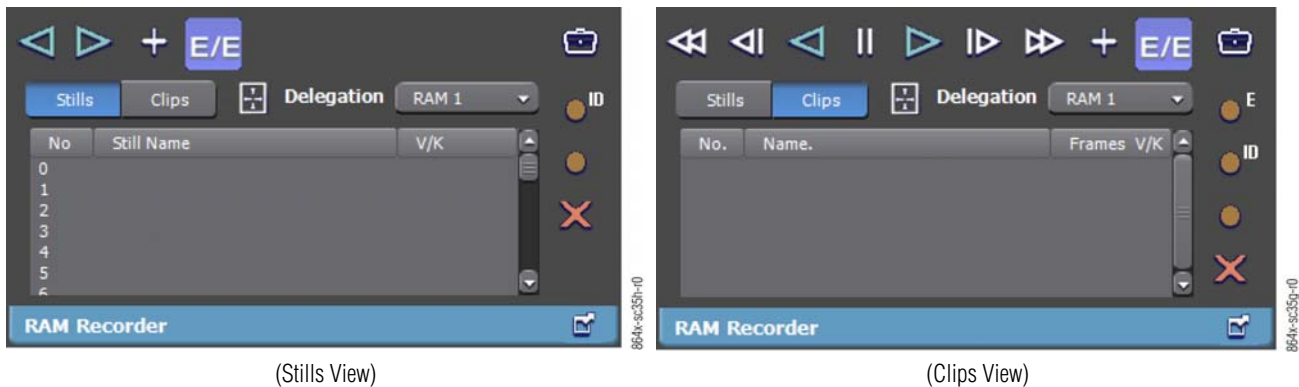 E/E
Stills Clips Delegation RAM 1
ID
No Still Name V/K
0
1
2
3
4
5
6
RAM Recorder
864x-sc35h-r0
(Stills View)
E/E
Stills Clips Delegation RAM 1
E
ID
No. Name. Frames V/K
RAM Recorder
864x-sc35g-r0
(Clips View)